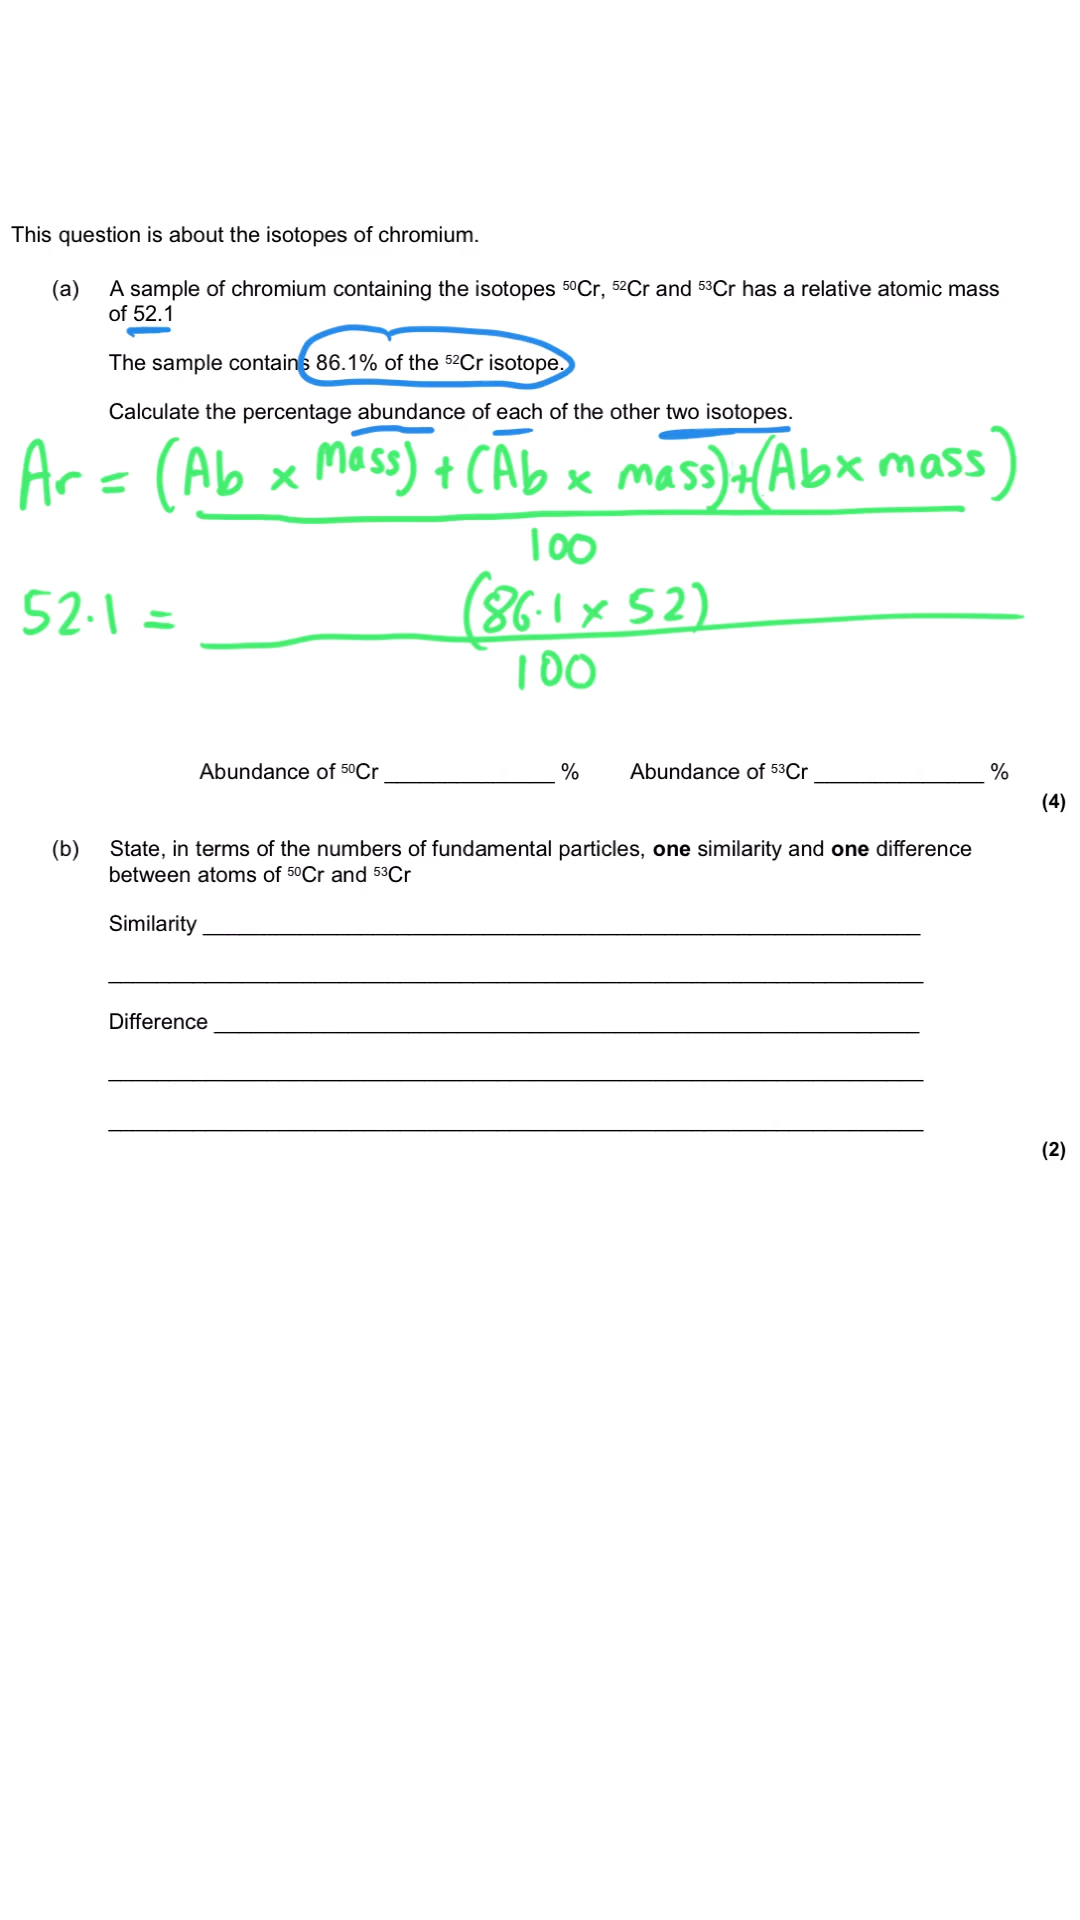 This question is about the isotopes of chromium.
(a) A sample of chromium containing the isotopes ⁵⁰Cr, ⁵²Cr and ⁵³Cr has a relative atomic mass
of 52.1
The sample contains 86.1% of the ⁵²Cr isotope.
Calculate the percentage abundance of each of the other two isotopes.
Ar = (Ab x mass) + (Ab x mass)+(Ab x mass)
100
52.1 = (86.1 x 52)
100
Abundance of ⁵⁰Cr ______________ % Abundance of ⁵³Cr ______________ %
(4)
(b) State, in terms of the numbers of fundamental particles, one similarity and one difference
between atoms of ⁵⁰Cr and ⁵³Cr
Similarity
Difference
(2)